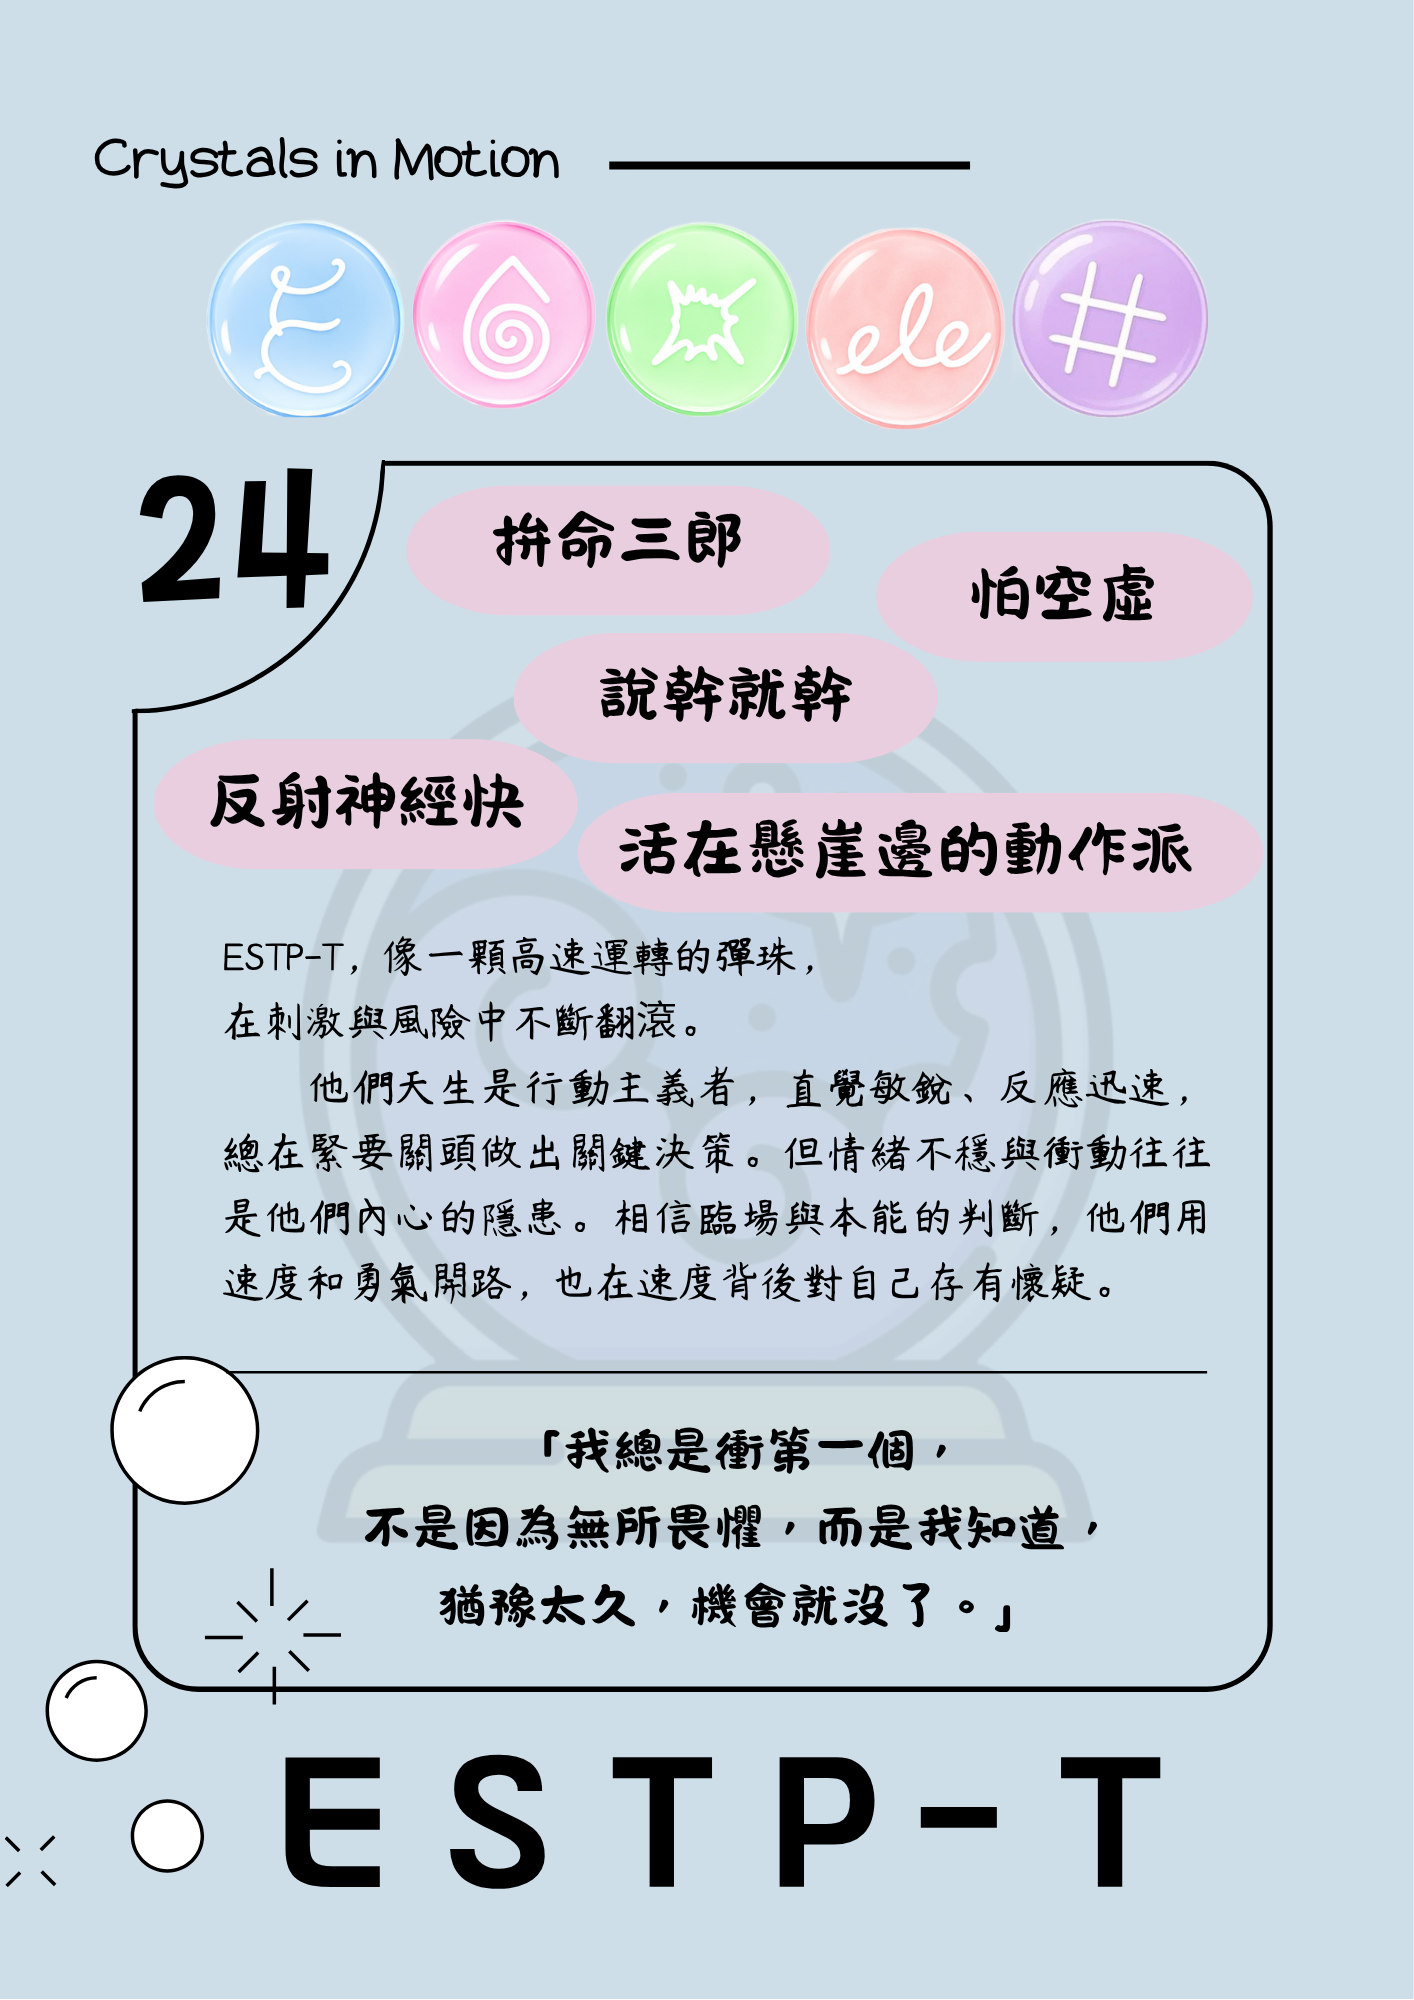 Crystals in Motion
E
ele
#
24
拚命三郎
怕空虛
說幹就幹
反射神經快
活在懸崖邊的動作派
ESTP-T，像一顆高速運轉的彈珠，
在刺激與風險中不斷翻滾。
他們天生是行動主義者，直覺敏銳、反應迅速，
總在緊要關頭做出關鍵決策。但情緒不穩與衝動往往
是他們內心的隱患。相信臨場與本能的判斷，他們用
速度和勇氣開路，也在速度背後對自己存有懷疑。
「我總是衝第一個，
不是因為無所畏懼，而是我知道，
猶豫太久，機會就沒了。」
ESTP-T